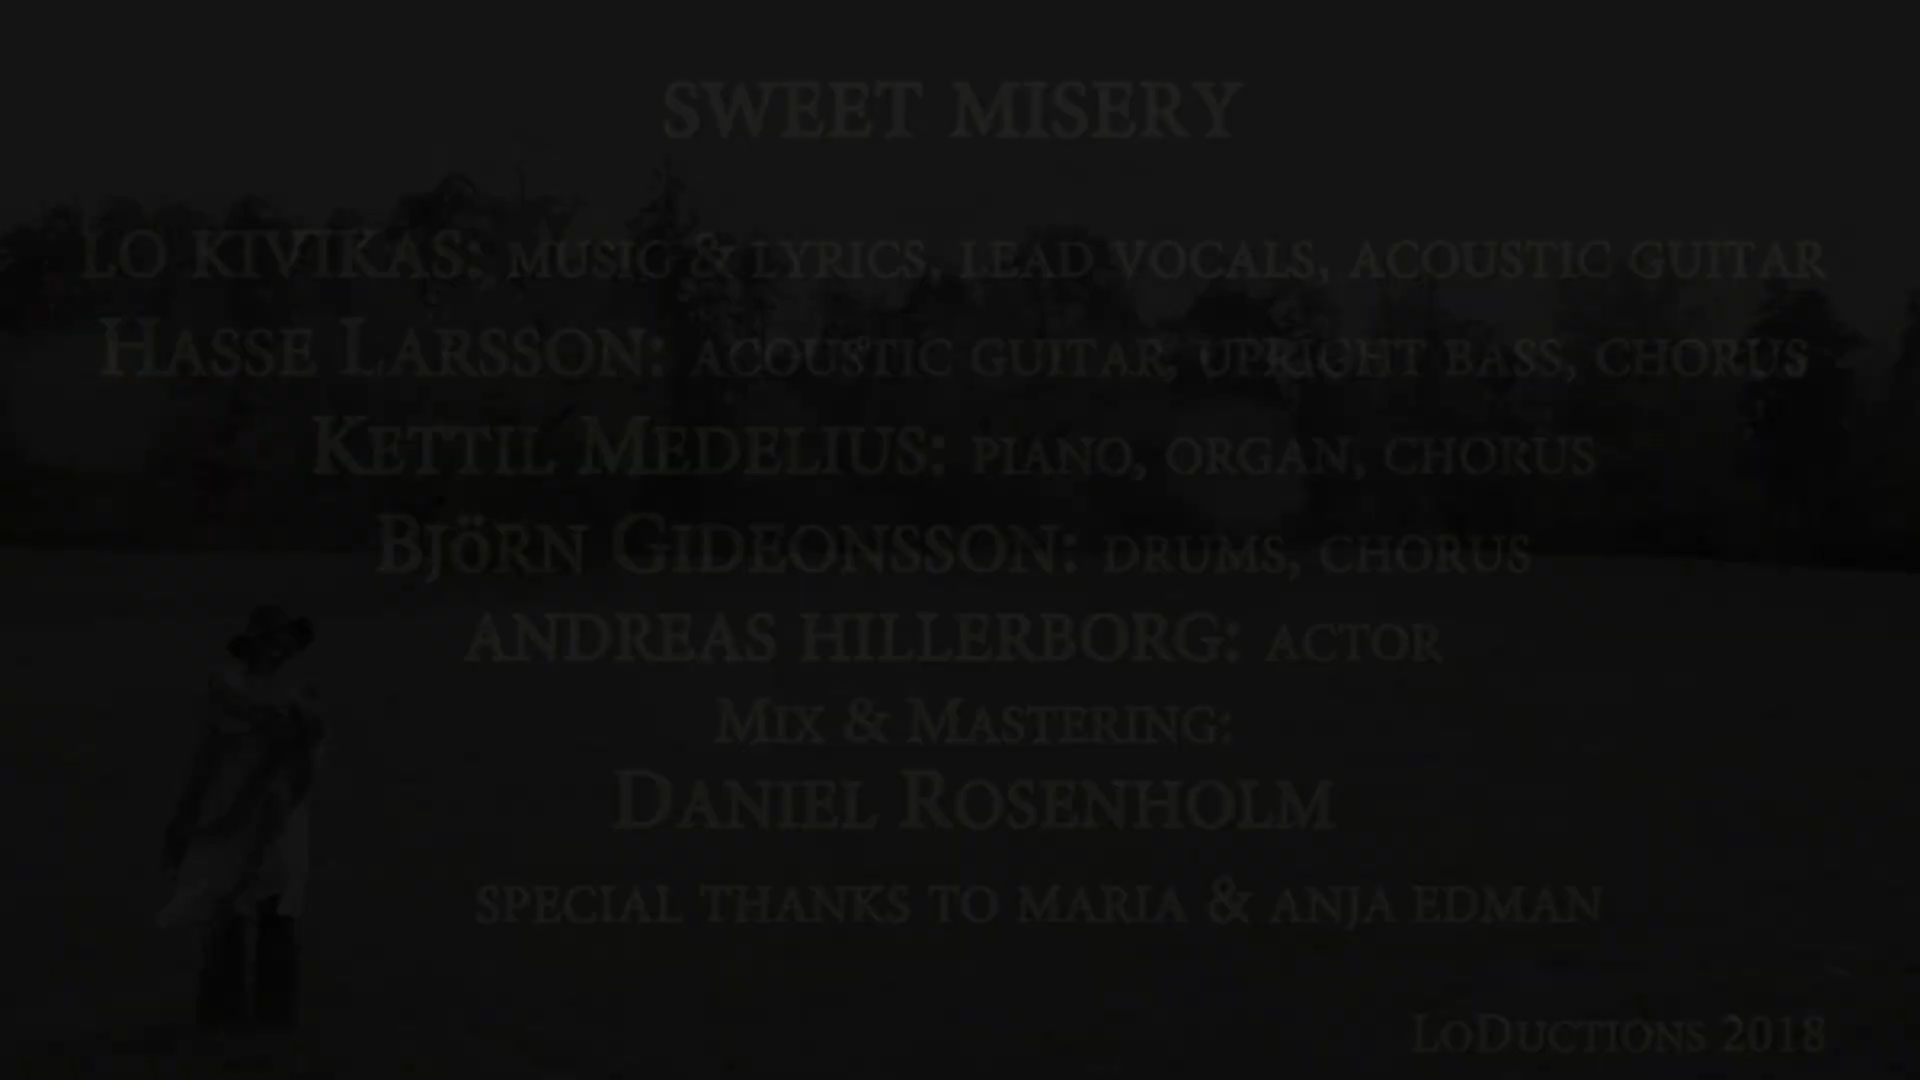 SWEET MISERY
LO KIVIKAS: MUSIC & LYRICS, LEAD VOCALS, ACOUSTIC GUITAR
HASSE LARSSON: ACOUSTIC GUITAR, UPRIGHT BASS, CHORUS
KETTIL MEDELIUS: PIANO, ORGAN, CHORUS
BJÖRN GIDEONSSON: DRUMS, CHORUS
ANDREAS HILLERBORG: ACTOR
MIX & MASTERING:
DANIEL ROSENHOLM
SPECIAL THANKS TO MARIA & ANJA EDMAN
LODUCTIONS 2018